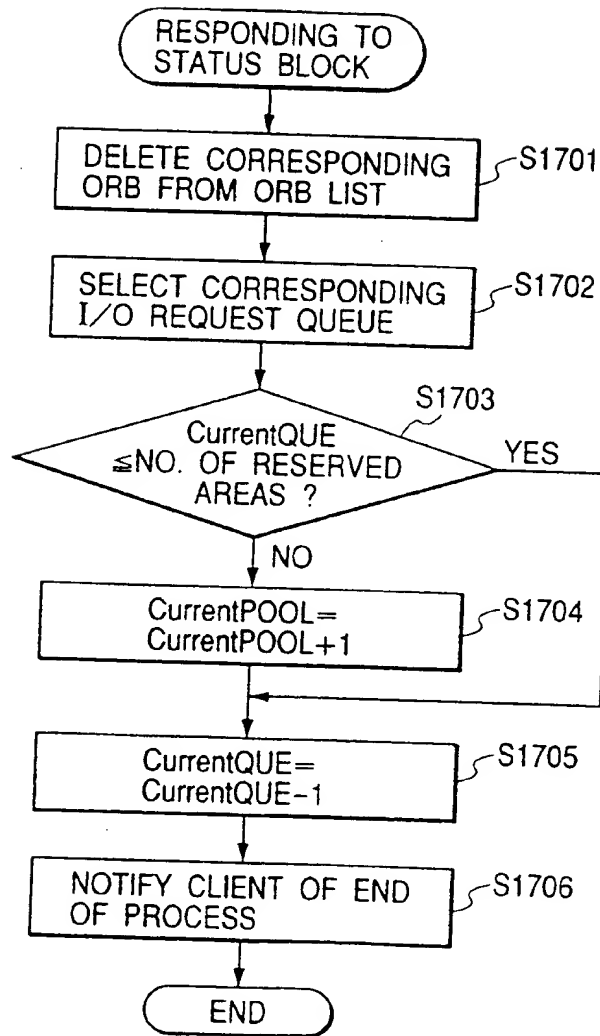 RESPONDING TO
STATUS BLOCK
DELETE CORRESPONDING
ORB FROM ORB LIST
S1701
SELECT CORRESPONDING
I/O REQUEST QUEUE
S1702
S1703
CurrentQUE
≦NO. OF RESERVED
AREAS ?
YES
NO
CurrentPOOL=
CurrentPOOL+1
S1704
CurrentQUE=
CurrentQUE-1
S1705
NOTIFY CLIENT OF END
OF PROCESS
S1706
END